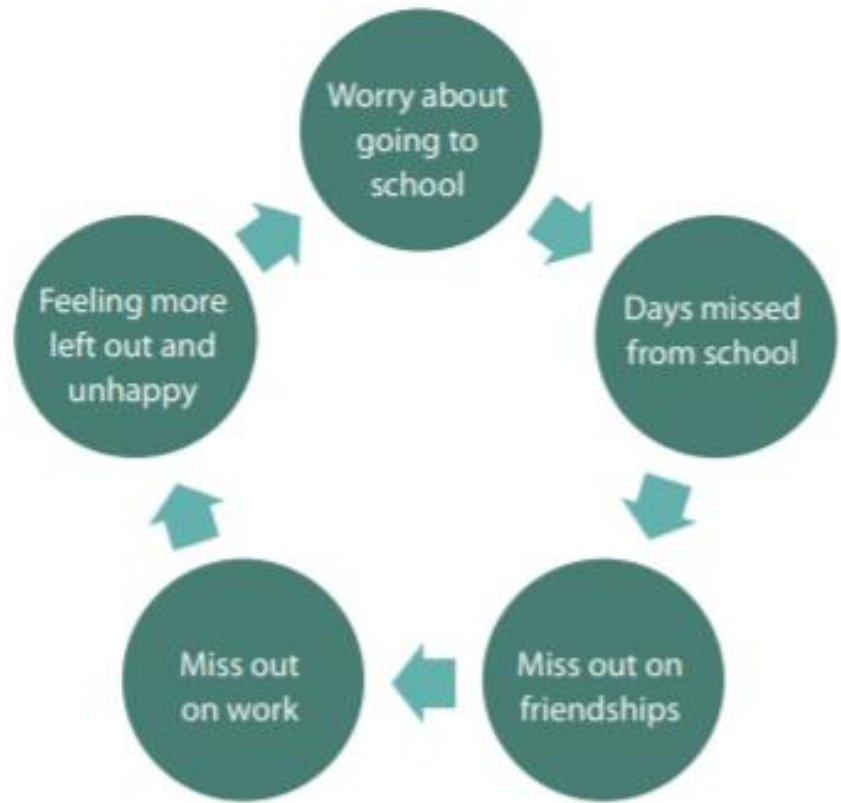 Worry about
going to
school
Days missed
from school
Miss out on
friendships
Miss out
on work
Feeling more
left out and
unhappy